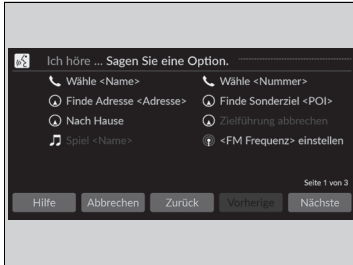 Ich höre ... Sagen Sie eine Option.
Wähle <Name> Wähle <Nummer>
Finde Adresse <Adresse> Finde Sonderziel <POI>
Nach Hause Zielführung abbrechen
Spiel <Name> <FM Frequenz> einstellen
Seite 1 von 3
Hilfe Abbrechen Zurück Vorherige Nächste